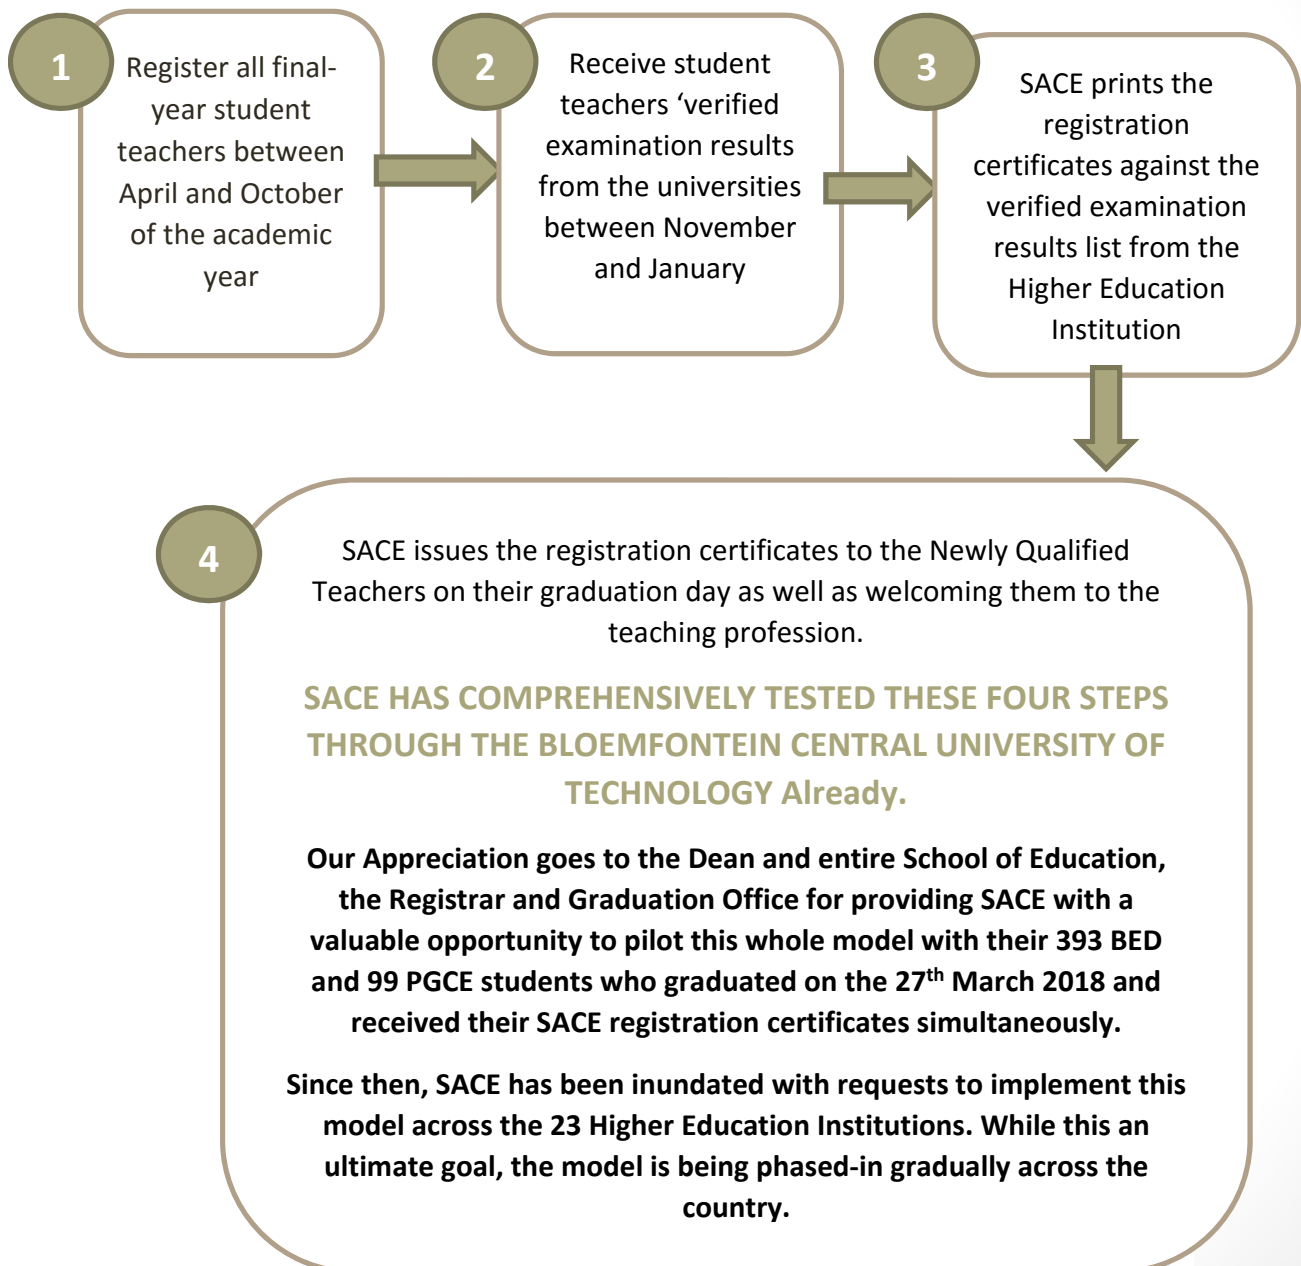 1
Register all final-
year student
teachers between
April and October
of the academic
year
2
Receive student
teachers ‘verified
examination results
from the universities
between November
and January
3
SACE prints the
registration
certificates against the
verified examination
results list from the
Higher Education
Institution
4
SACE issues the registration certificates to the Newly Qualified
Teachers on their graduation day as well as welcoming them to the
teaching profession.
SACE HAS COMPREHENSIVELY TESTED THESE FOUR STEPS
THROUGH THE BLOEMFONTEIN CENTRAL UNIVERSITY OF
TECHNOLOGY Already.
Our Appreciation goes to the Dean and entire School of Education,
the Registrar and Graduation Office for providing SACE with a
valuable opportunity to pilot this whole model with their 393 BED
and 99 PGCE students who graduated on the 27th March 2018 and
received their SACE registration certificates simultaneously.
Since then, SACE has been inundated with requests to implement this
model across the 23 Higher Education Institutions. While this an
ultimate goal, the model is being phased-in gradually across the
country.